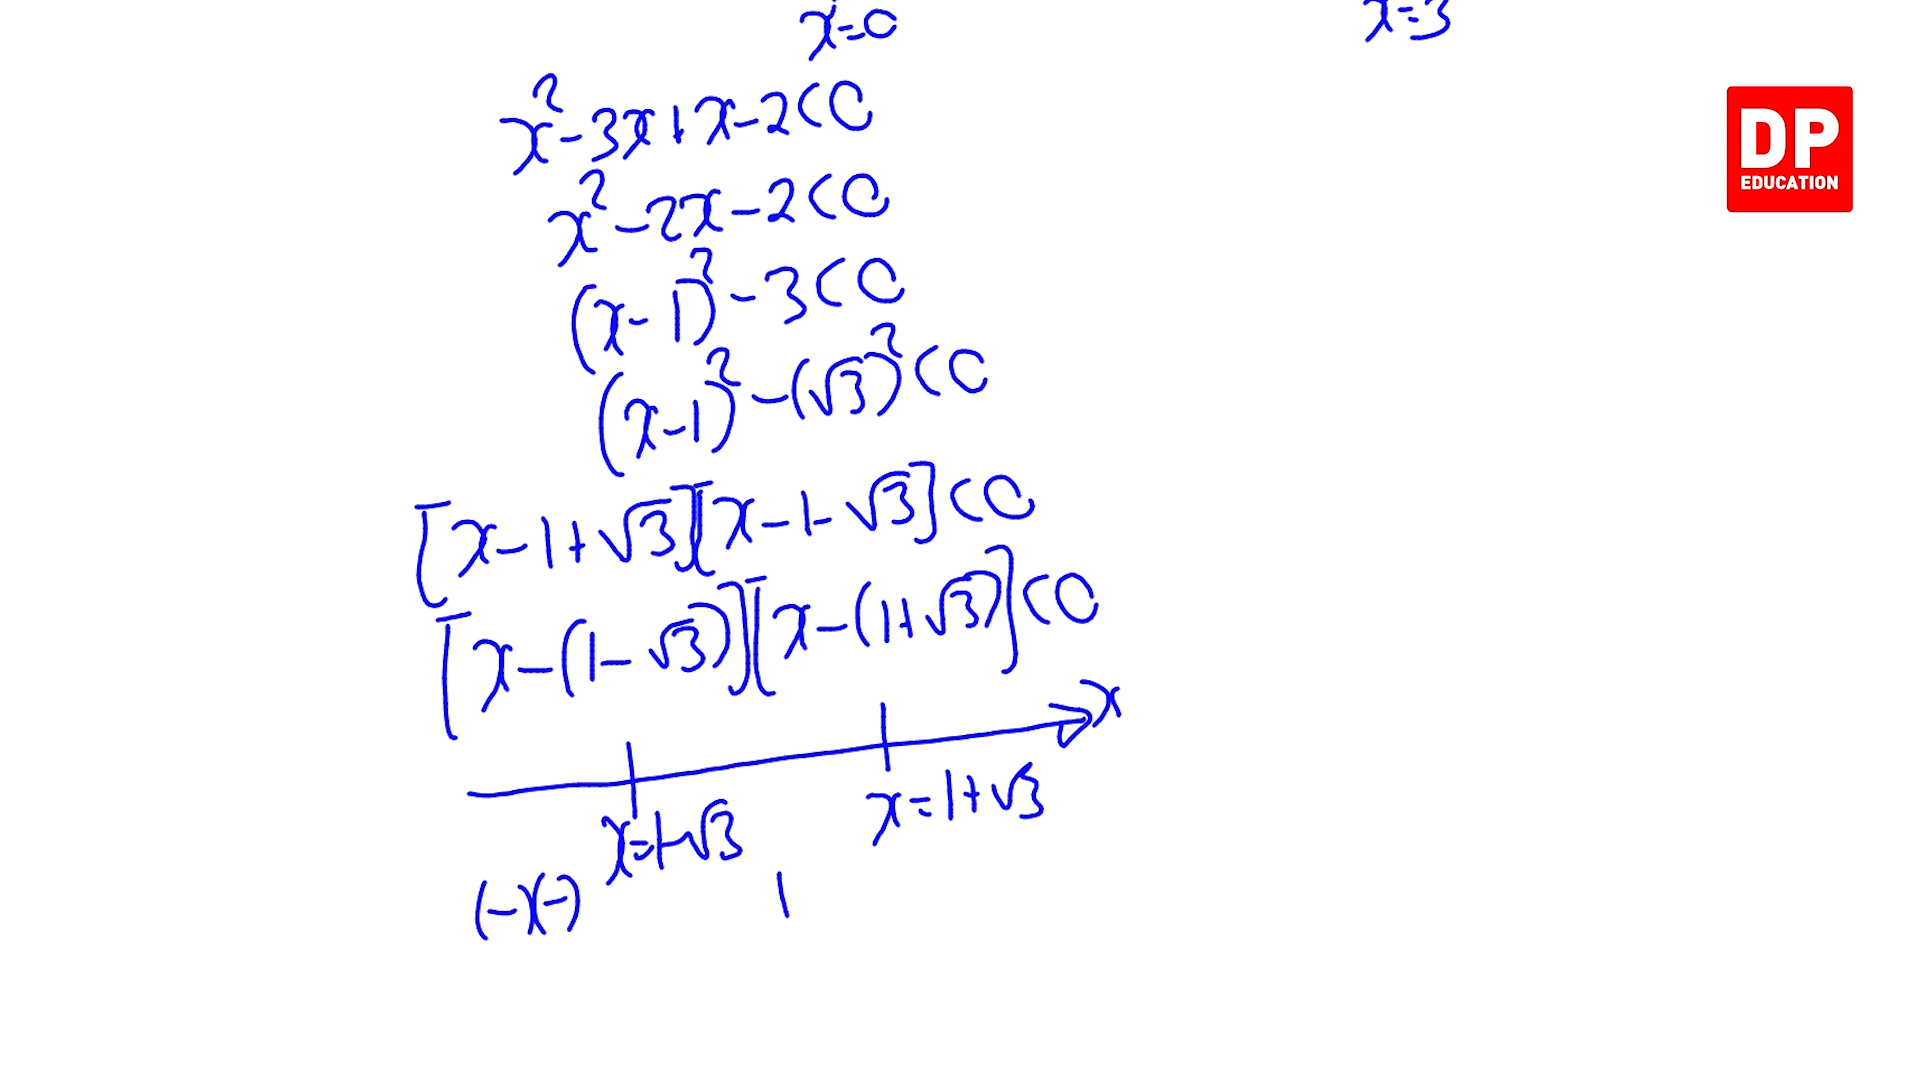 x=0 x=3
DP
EDUCATION
x²-3x+x-2<0
x²-2x-2<0
(x-1)²-3<0
(x-1)²-(√3)²<0
[x-1+√3][x-1-√3]<0
[x-(1-√3)][x-(1+√3)]<0
x
x=1-√3 x=1+√3
(-)(-)